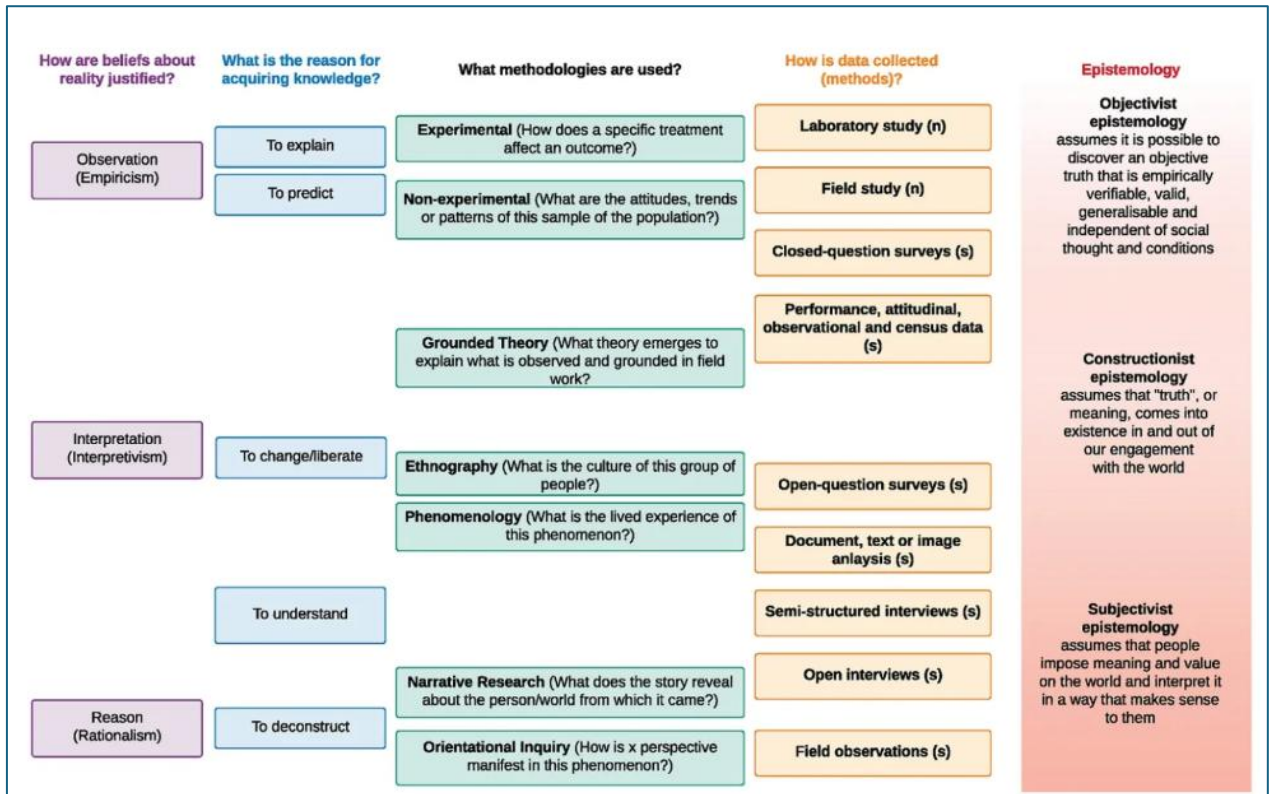 How are beliefs about
reality justified?
What is the reason for
acquiring knowledge?
What methodologies are used?
How is data collected
(methods)?
Epistemology
Observation
(Empiricism)
Interpretation
(Interpretivism)
Reason
(Rationalism)
To explain
To predict
To change/liberate
To understand
To deconstruct
Experimental (How does a specific treatment
affect an outcome?)
Non-experimental (What are the attitudes, trends
or patterns of this sample of the population?)
Grounded Theory (What theory emerges to
explain what is observed and grounded in field
work?
Ethnography (What is the culture of this group of
people?)
Phenomenology (What is the lived experience of
this phenomenon?)
Narrative Research (What does the story reveal
about the person/world from which it came?)
Orientational Inquiry (How is x perspective
manifest in this phenomenon?)
Laboratory study (n)
Field study (n)
Closed-question surveys (s)
Performance, attitudinal,
observational and census data
(s)
Open-question surveys (s)
Document, text or image
anlaysis (s)
Semi-structured interviews (s)
Open interviews (s)
Field observations (s)
Objectivist
epistemology
assumes it is possible to
discover an objective
truth that is empirically
verifiable, valid,
generalisable and
independent of social
thought and conditions
Constructionist
epistemology
assumes that "truth", or
meaning, comes into
existence in and out of
our engagement
with the world
Subjectivist
epistemology
assumes that people
impose meaning and value
on the world and interpret it
in a way that makes sense
to them